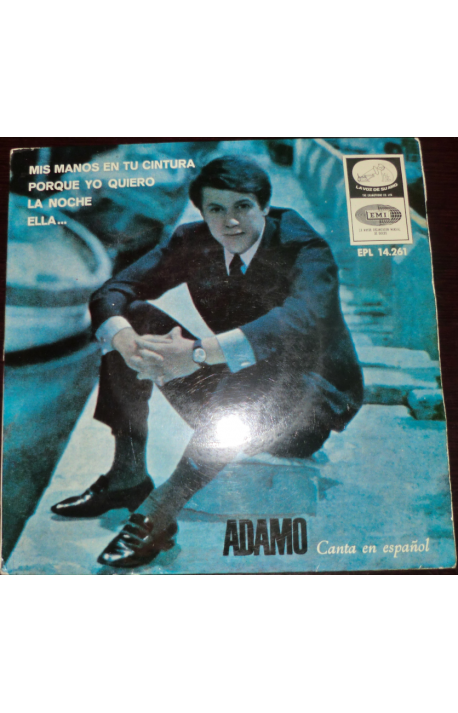 MIS MANOS EN TU CINTURA
PORQUE YO QUIERO
LA NOCHE
ELLA...
LA VOZ DE SU AMO
EMI
EPL 14.261
ADAMO Canta en español